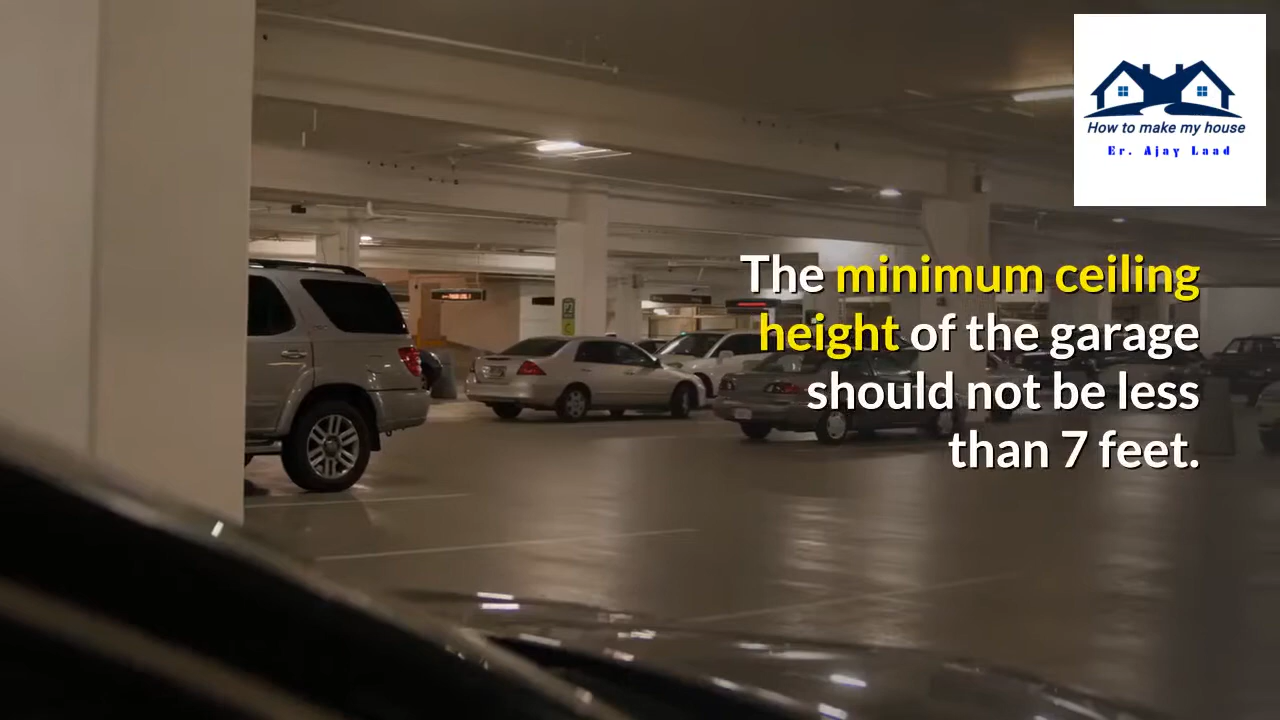 How to make my house
Er. Ajay Laad
The minimum ceiling
height of the garage
should not be less
than 7 feet.